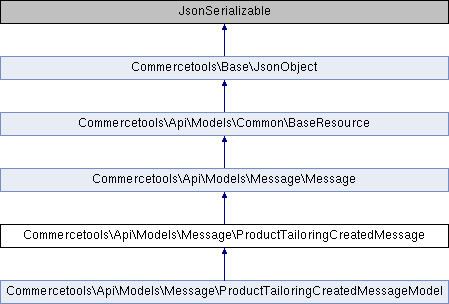 JsonSerializable
Commercetools\Base\JsonObject
Commercetools\Api\Models\Common\BaseResource
Commercetools\Api\Models\Message\Message
Commercetools\Api\Models\Message\ProductTailoringCreatedMessage
Commercetools\Api\Models\Message\ProductTailoringCreatedMessageModel